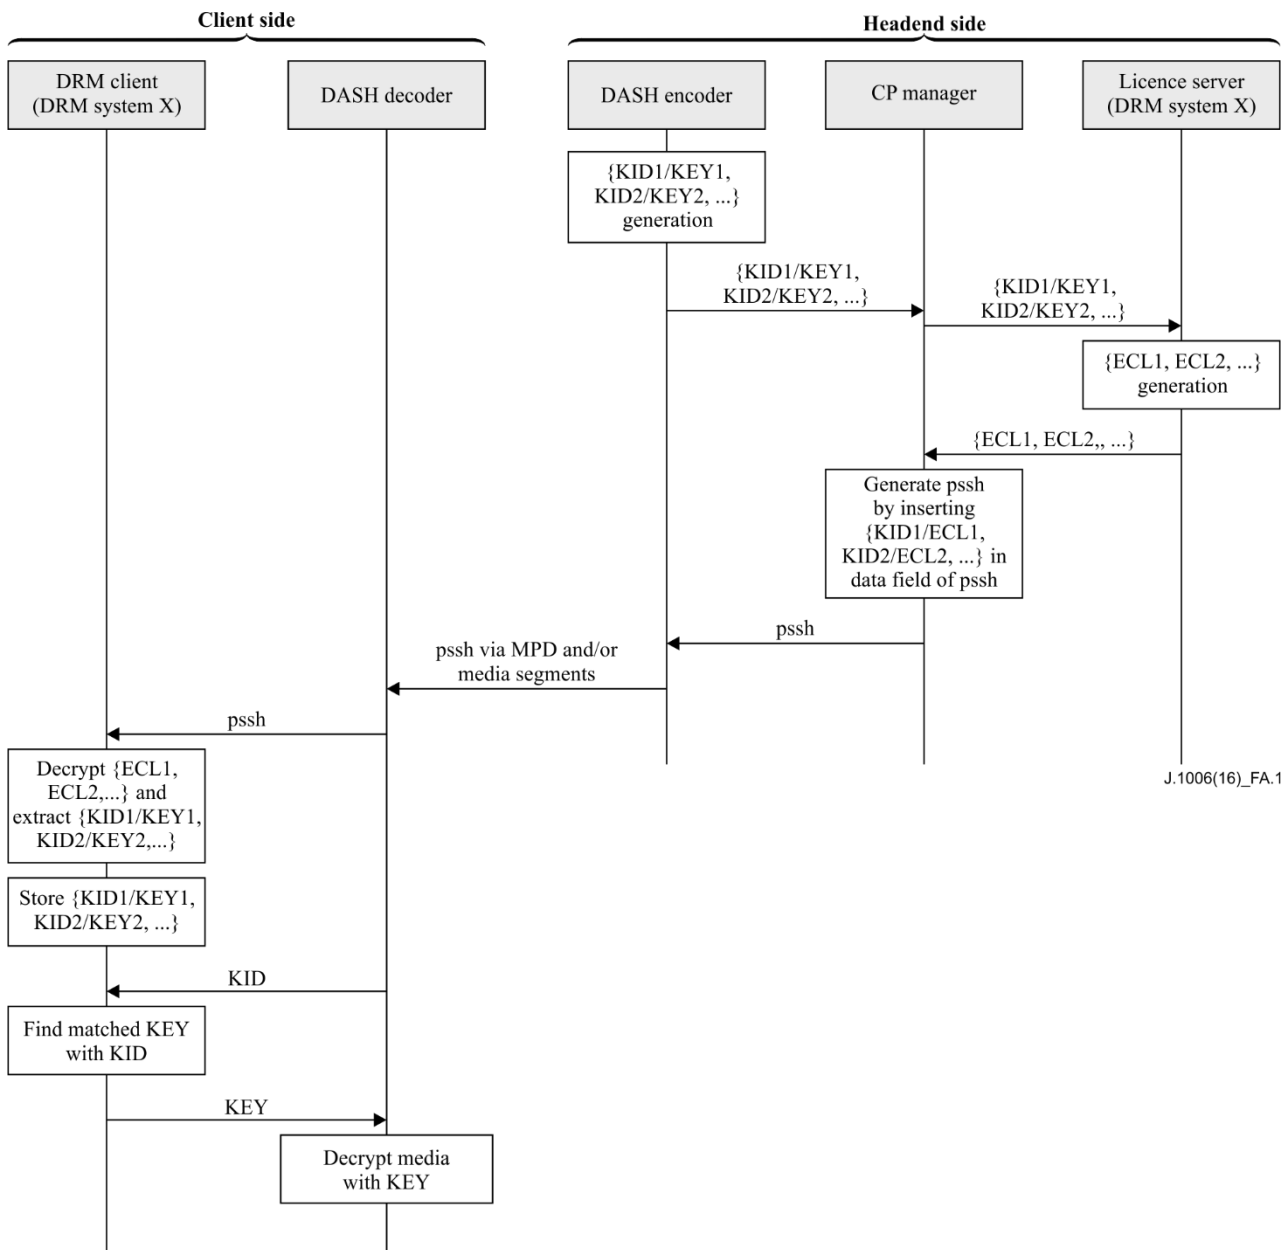 Client side
Headend side
DRM client
(DRM system X)
DASH decoder
DASH encoder
CP manager
Licence server
(DRM system X)
{KID1/KEY1,
KID2/KEY2, ...}
generation
{KID1/KEY1,
KID2/KEY2, ...}
{KID1/KEY1,
KID2/KEY2, ...}
{ECL1, ECL2, ...}
generation
{ECL1, ECL2,, ...}
Generate pssh
by inserting
{KID1/ECL1,
KID2/ECL2, ...} in
data field of pssh
pssh
pssh via MPD and/or
media segments
pssh
Decrypt {ECL1,
ECL2,...} and
extract {KID1/KEY1,
KID2/KEY2,...}
J.1006(16)_FA.1
Store {KID1/KEY1,
KID2/KEY2, ...}
KID
Find matched KEY
with KID
KEY
Decrypt media
with KEY